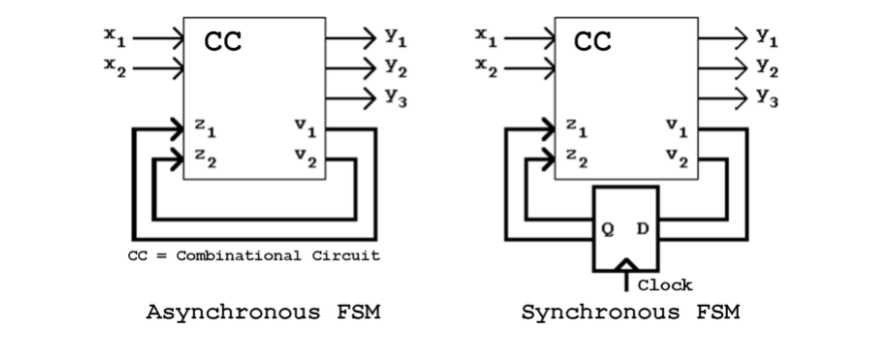 x1 CC y1
x2 y2
y3
z1 v1
z2 v2
CC = Combinational Circuit
Asynchronous FSM
x1 CC y1
x2 y2
y3
z1 v1
z2 v2
Q D
Clock
Synchronous FSM